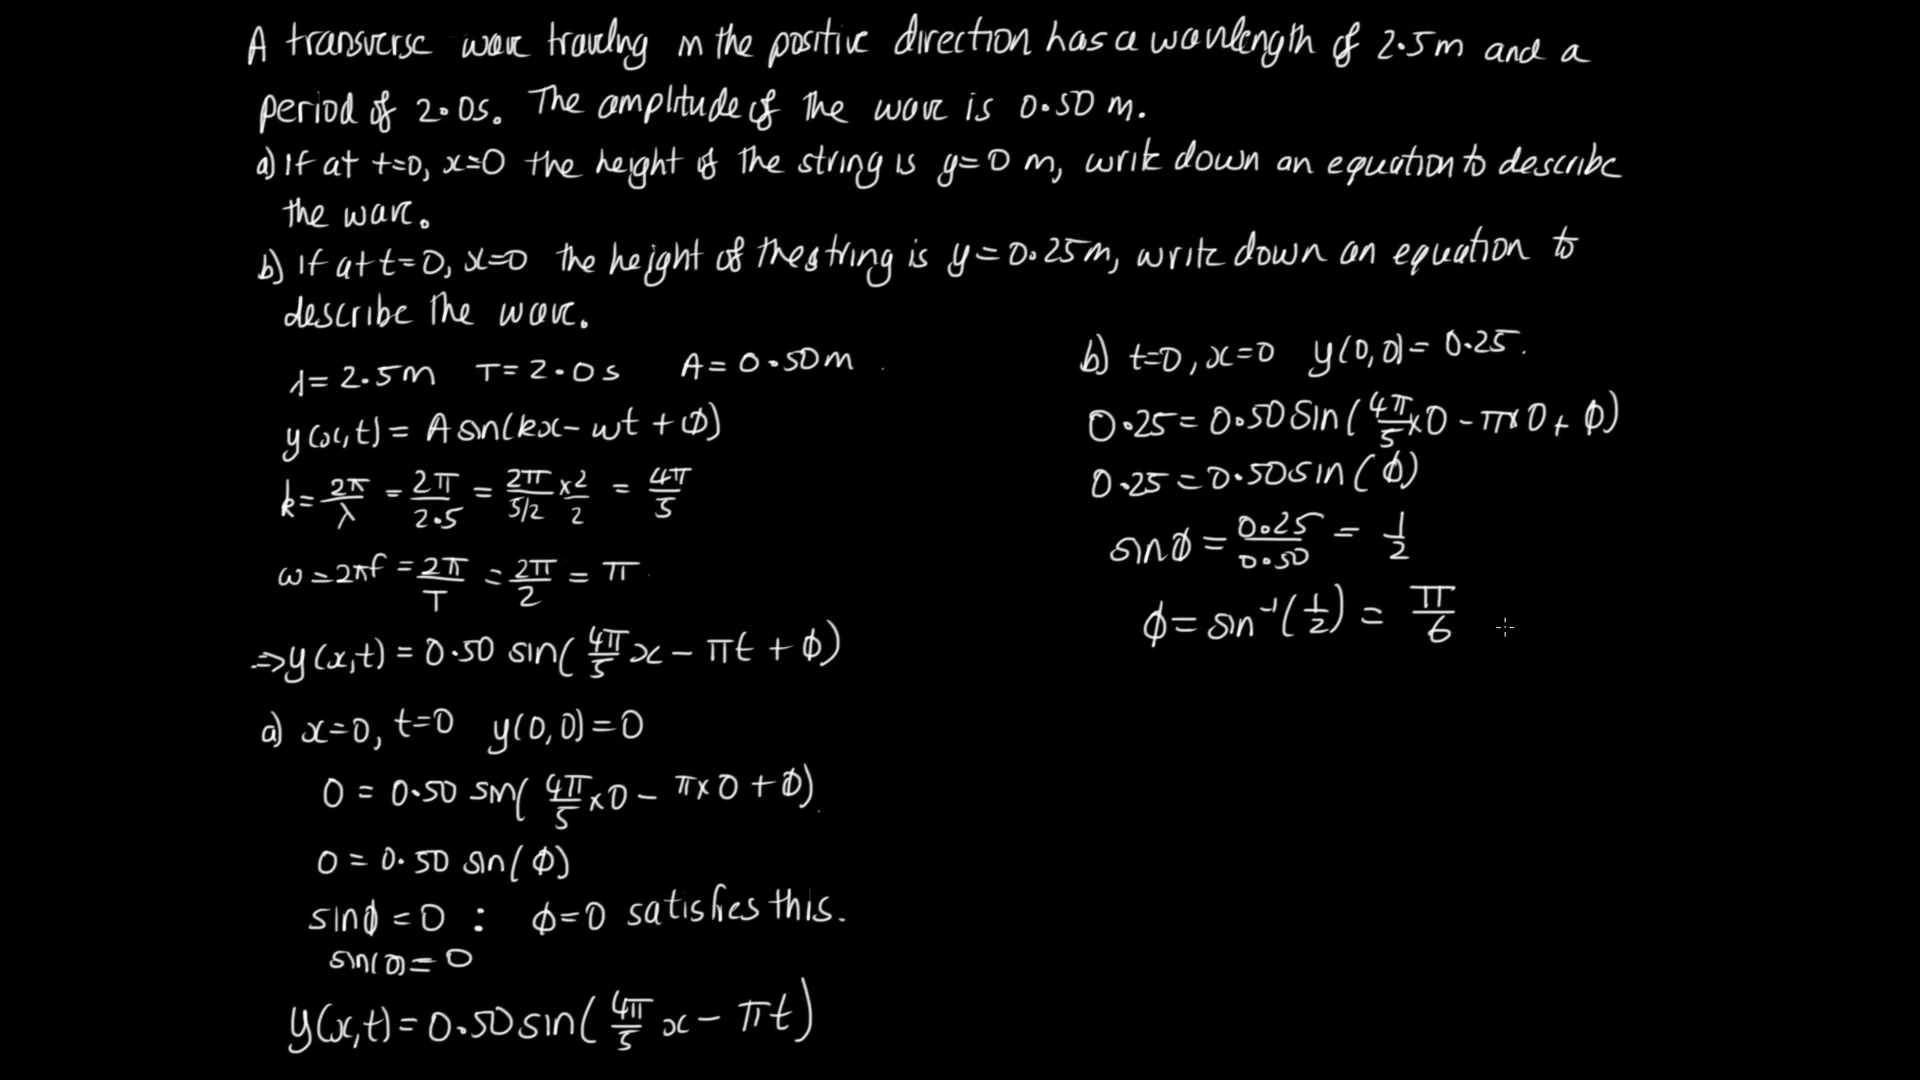 A transverse wave traveling in the positive direction has a wavelength of 2.5m and a
period of 2.0s. The amplitude of the wave is 0.50 m.
a) If at t=0, x=0 the height of the string is y=0 m, write down an equation to describe
the wave.
b) If at t=0, x=0 the height of the string is y=0.25m, write down an equation to
describe the wave.
λ=2.5m T=2.0s A=0.50m
y(x,t) = A sin(kx-ωt+ϕ)
k = 2π/λ = 2π/2.5 = 2π/(5/2) ×2/2 = 4π/5
ω=2πf = 2π/T = 2π/2 = π
⇒ y(x,t) = 0.50 sin(4π/5 x - πt + ϕ)
a) x=0, t=0 y(0,0)=0
0 = 0.50 sin(4π/5 ×0 - π×0 + ϕ)
0 = 0.50 sin(ϕ)
sinϕ = 0 : ϕ=0 satisfies this.
sin(0)=0
y(x,t) = 0.50 sin(4π/5 x - πt)
b) t=0, x=0 y(0,0) = 0.25.
0.25 = 0.50 sin(4π/5 ×0 - π×0 + ϕ)
0.25 = 0.50 sin(ϕ)
sinϕ = 0.25/0.50 = 1/2
ϕ = sin⁻¹(1/2) = π/6